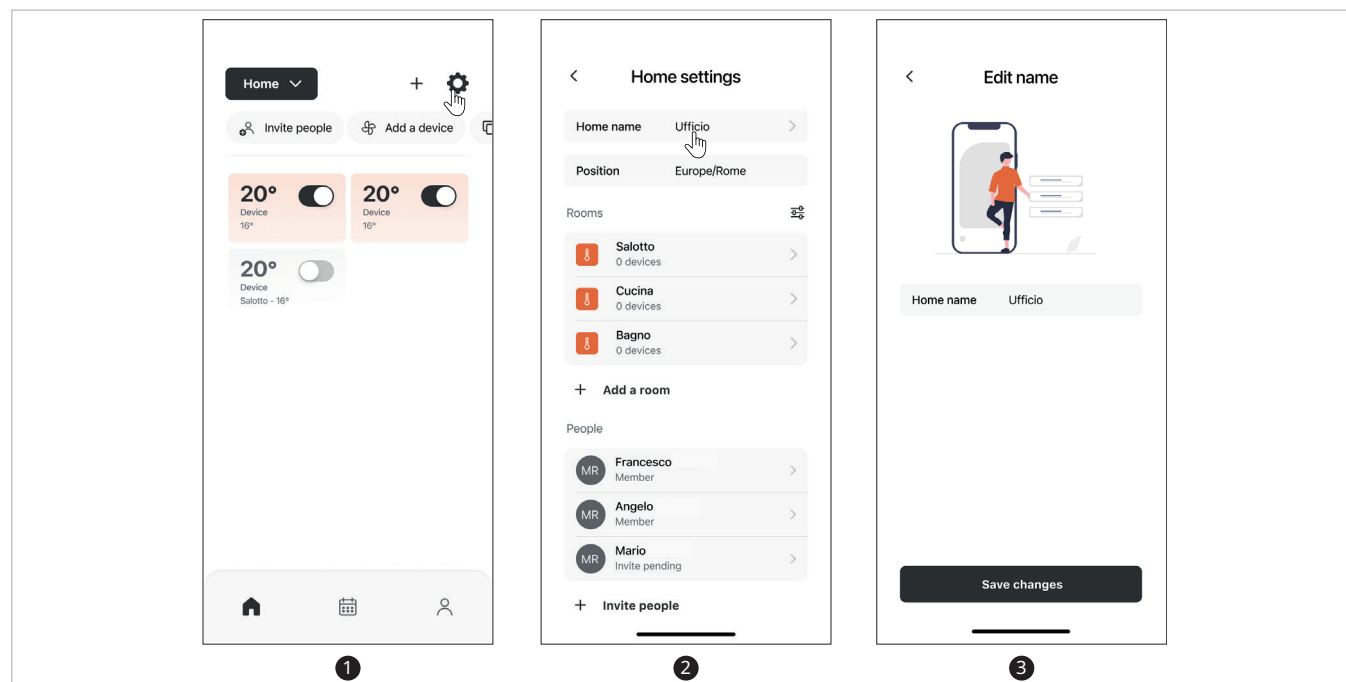 Home
Invite people
Add a device
20°
Device
16°
20°
Device
16°
20°
Device
Salotto - 16°
1
Home settings
Home name Ufficio
Position Europe/Rome
Rooms
Salotto
0 devices
Cucina
0 devices
Bagno
0 devices
+ Add a room
People
MR
Francesco
Member
MR
Angelo
Member
MR
Mario
Invite pending
+ Invite people
2
Edit name
Home name Ufficio
Save changes
3